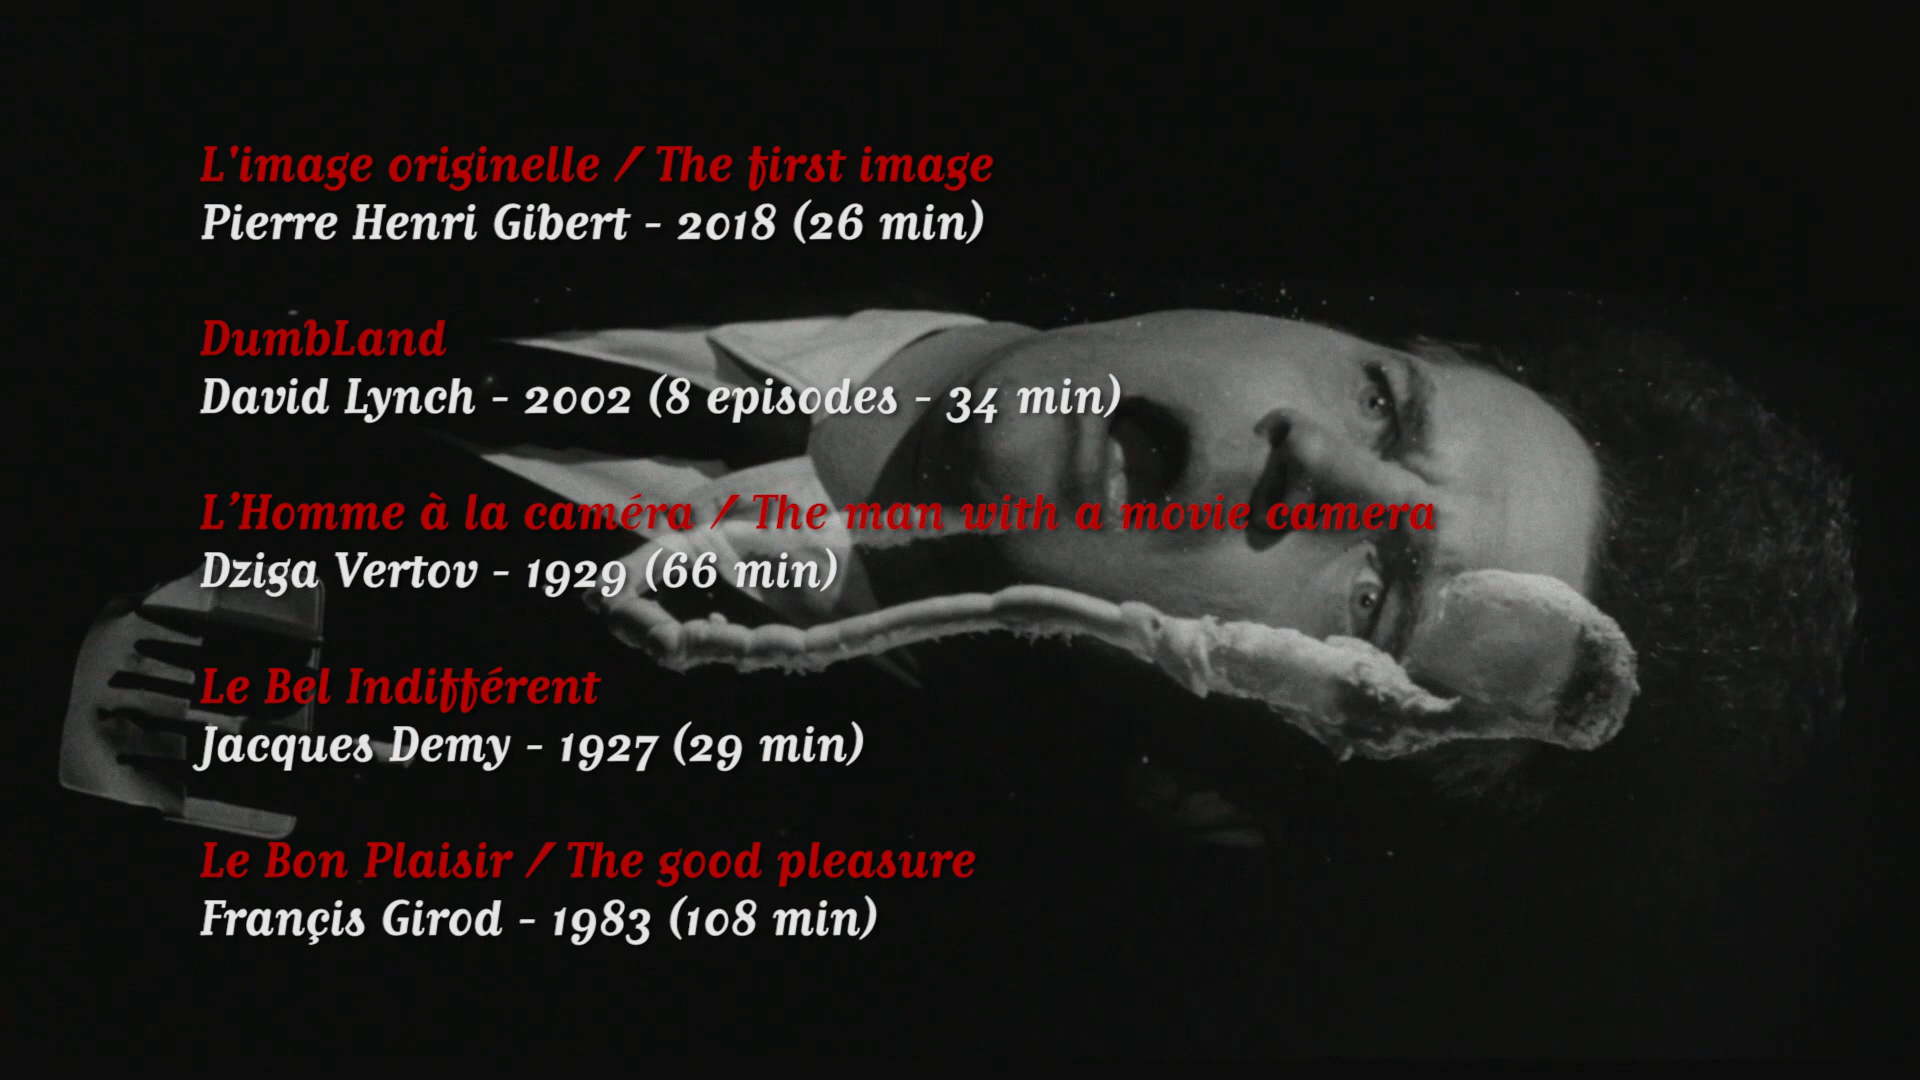 L'image originelle / The first image
Pierre Henri Gibert - 2018 (26 min)
DumbLand
David Lynch - 2002 (8 episodes - 34 min)
L’Homme à la caméra / The man with a movie camera
Dziga Vertov - 1929 (66 min)
Le Bel Indifférent
Jacques Demy - 1927 (29 min)
Le Bon Plaisir / The good pleasure
Françis Girod - 1983 (108 min)